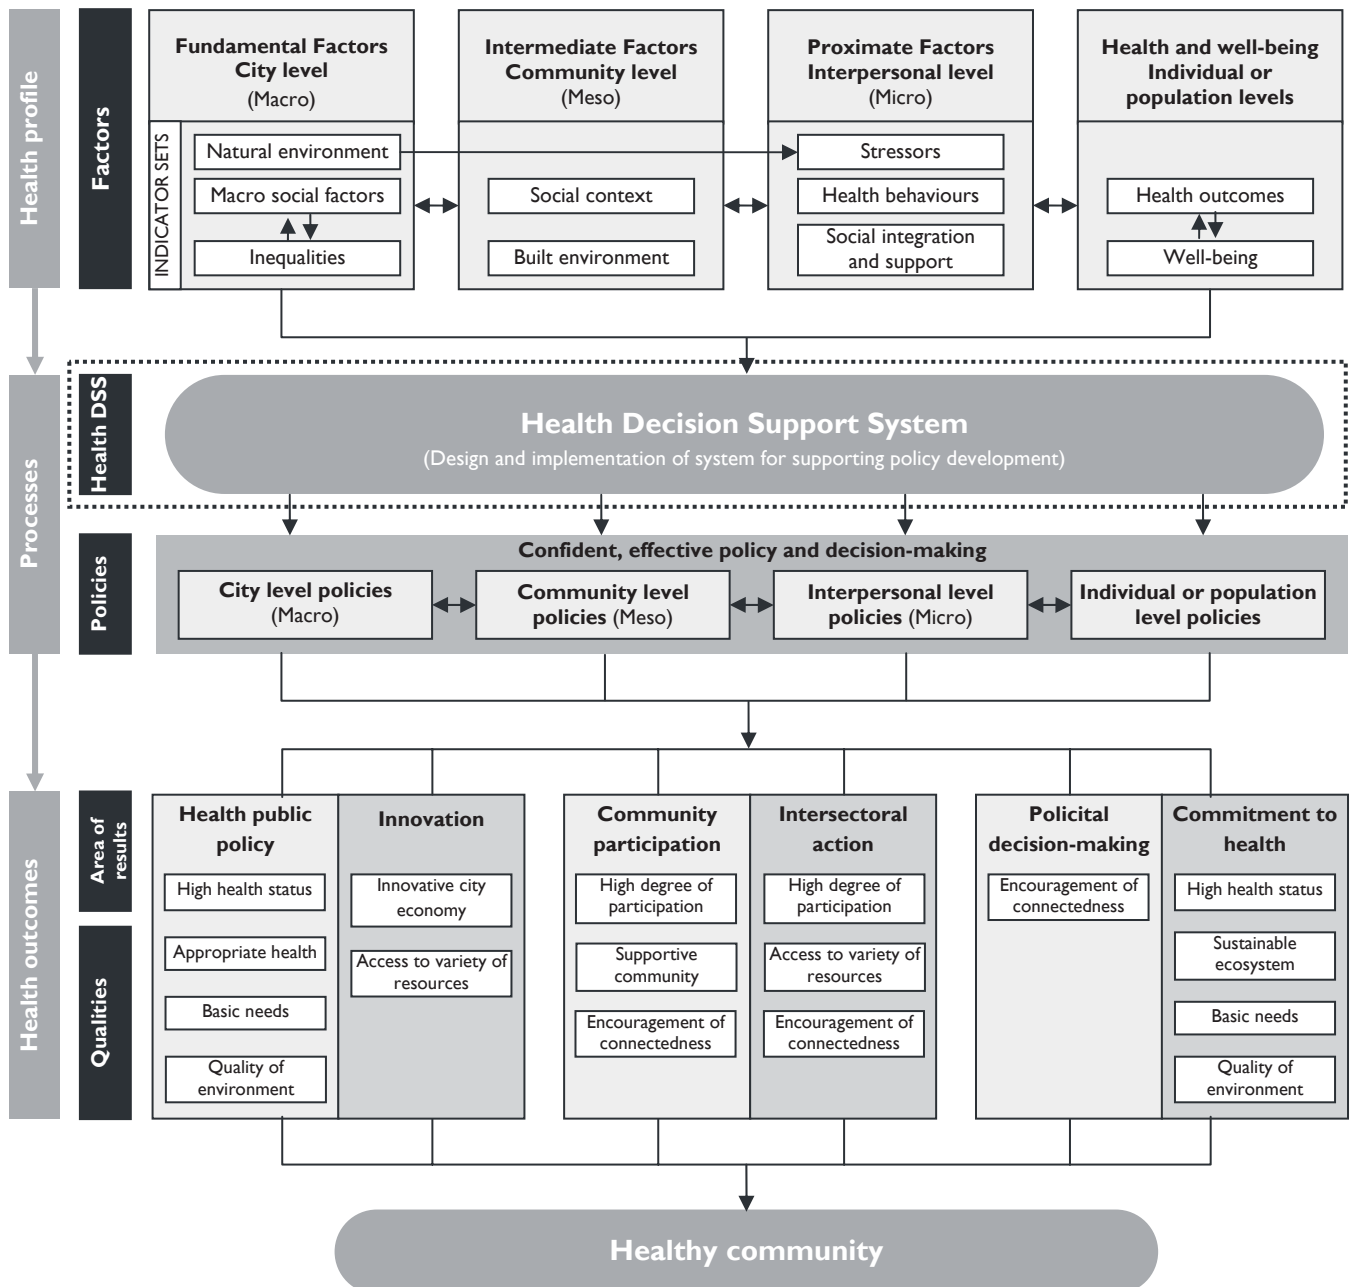 Health profile
Factors
Fundamental Factors
City level
(Macro)
Intermediate Factors
Community level
(Meso)
Proximate Factors
Interpersonal level
(Micro)
Health and well-being
Individual or
population levels
INDICATOR SETS
Natural environment
Macro social factors
Inequalities
Social context
Built environment
Stressors
Health behaviours
Social integration
and support
Health outcomes
Well-being
Processes
Health DSS
Health Decision Support System
(Design and implementation of system for supporting policy development)
Policies
Confident, effective policy and decision-making
City level policies
(Macro)
Community level
policies (Meso)
Interpersonal level
policies (Micro)
Individual or population
level policies
Health outcomes
Area of
results
Qualities
Health public
policy
High health status
Appropriate health
Basic needs
Quality of
environment
Innovation
Innovative city
economy
Access to variety of
resources
Community
participation
High degree of
participation
Supportive
community
Encouragement of
connectedness
Intersectoral
action
High degree of
participation
Access to variety of
resources
Encouragement of
connectedness
Policital
decision-making
Encouragement of
connectedness
Commitment to
health
High health status
Sustainable
ecosystem
Basic needs
Quality of
environment
Healthy community